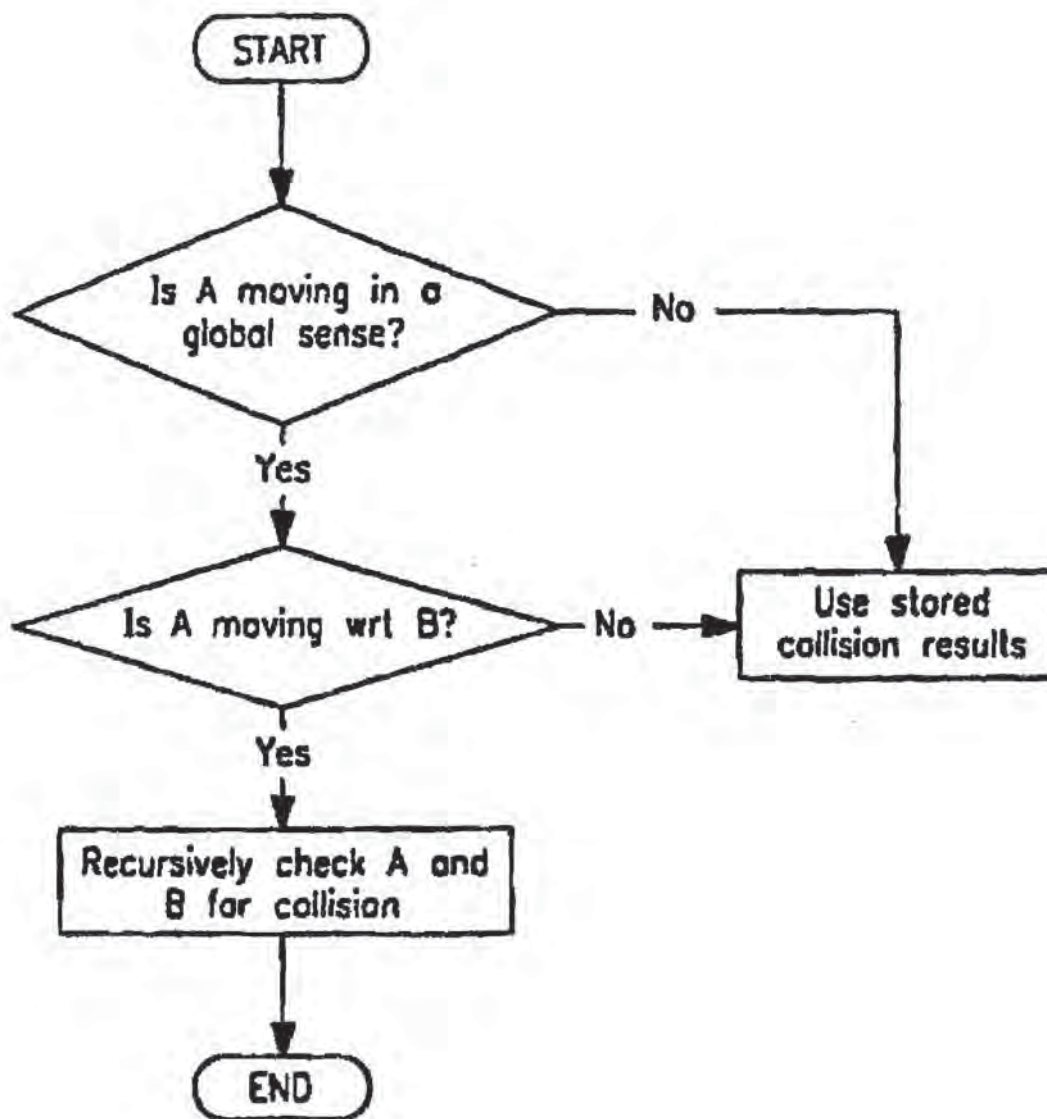 START
Is A moving in a
global sense?
No
Yes
Is A moving wrt B?
No
Use stored
collision results
Yes
Recursively check A and
B for collision
END